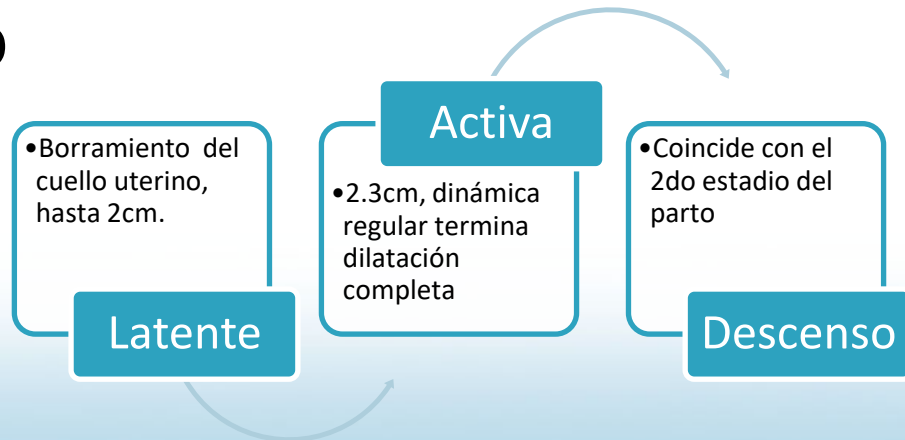 •Borramiento del
cuello uterino,
hasta 2cm.
Latente
Activa
•2.3cm, dinámica
regular termina
dilatación
completa
•Coincide con el
2do estadio del
parto
Descenso